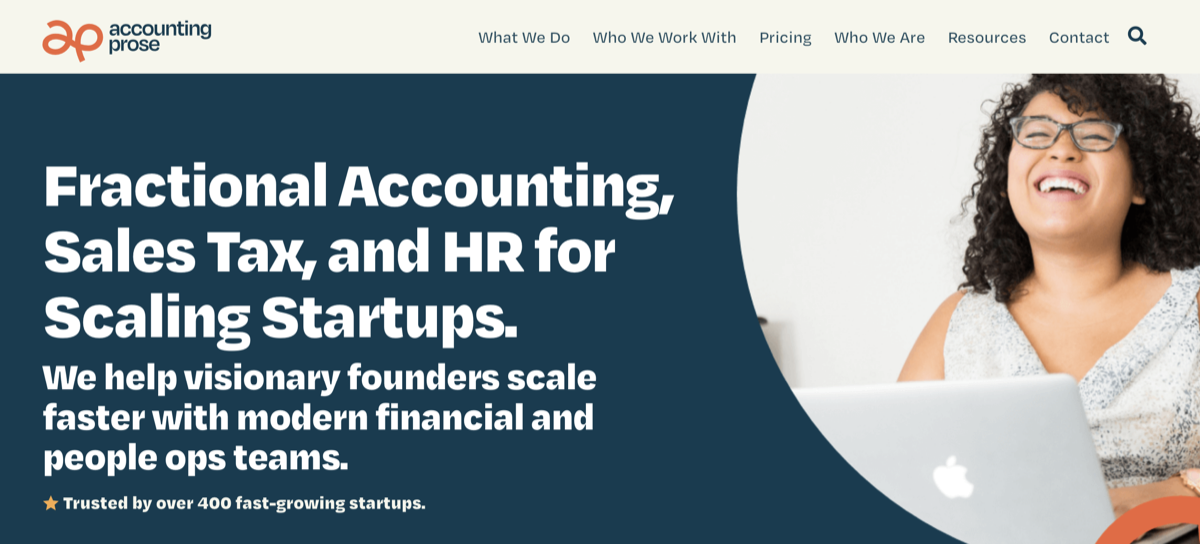 accounting
prose
What We Do
Who We Work With
Pricing
Who We Are
Resources
Contact
Fractional Accounting,
Sales Tax, and HR for
Scaling Startups.
We help visionary founders scale
faster with modern financial and
people ops teams.
Trusted by over 400 fast-growing startups.